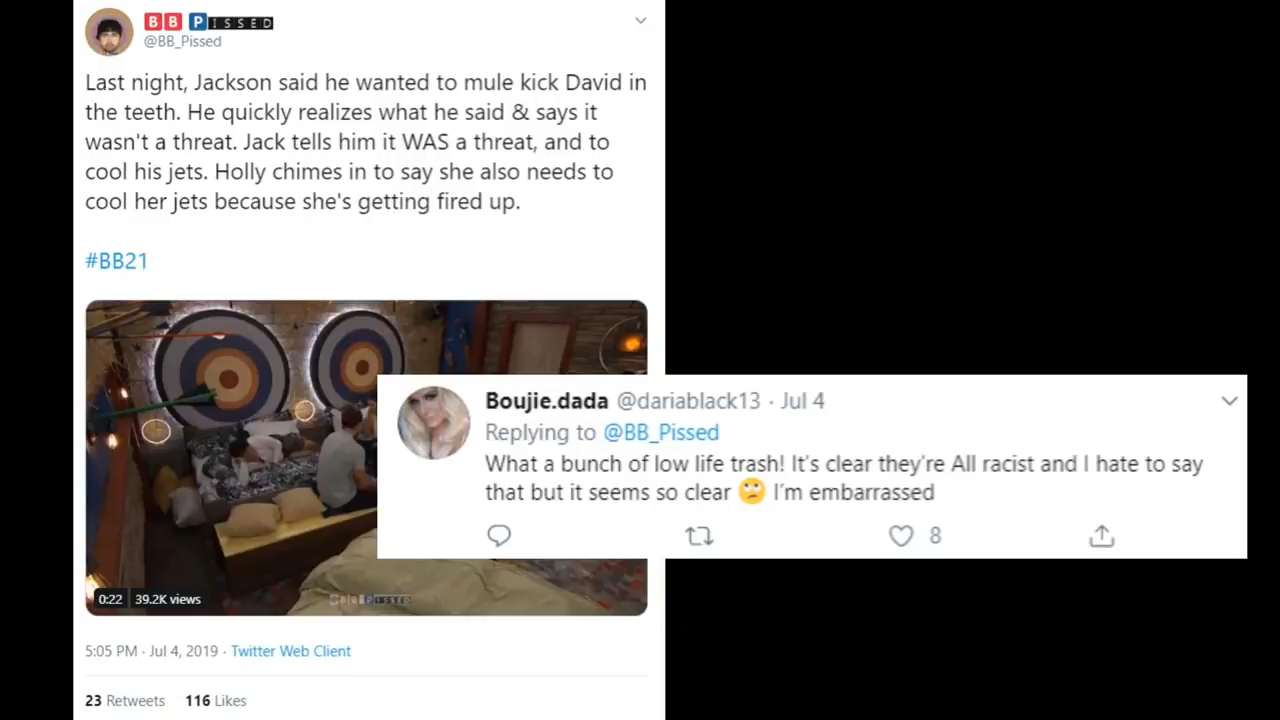 BB PISSED
@BB_Pissed
Last night, Jackson said he wanted to mule kick David in
the teeth. He quickly realizes what he said & says it
wasn't a threat. Jack tells him it WAS a threat, and to
cool his jets. Holly chimes in to say she also needs to
cool her jets because she's getting fired up.
#BB21
0:22 39.2K views
5:05 PM · Jul 4, 2019 · Twitter Web Client
23 Retweets 116 Likes
Boujie.dada @dariablack13 · Jul 4
Replying to @BB_Pissed
What a bunch of low life trash! It's clear they're All racist and I hate to say
that but it seems so clear 🙄 I'm embarrassed
8